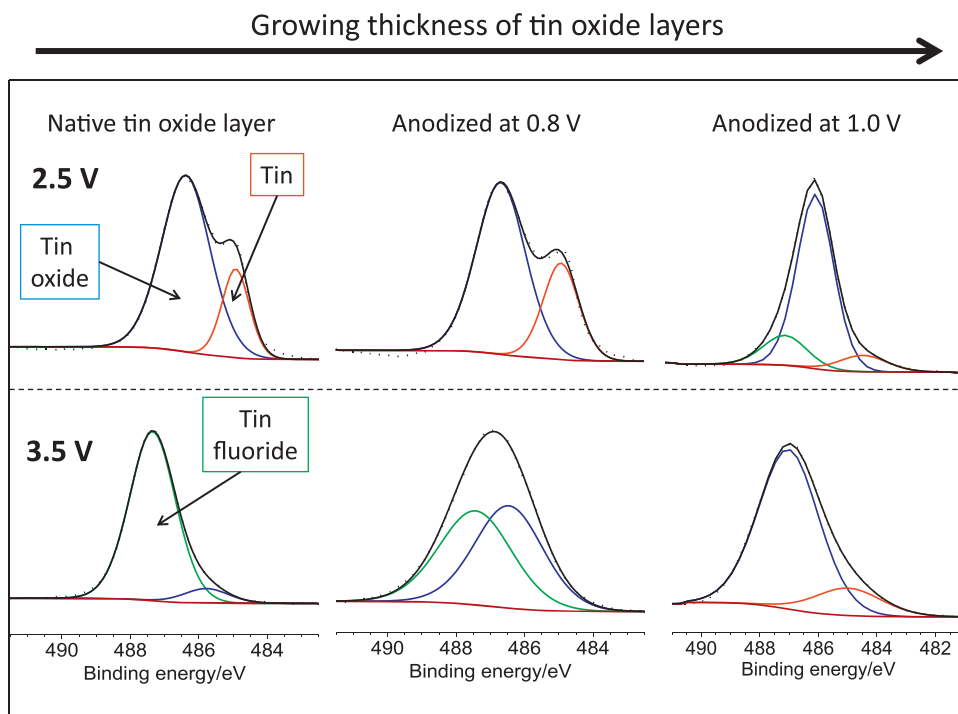 Growing thickness of tin oxide layers
Native tin oxide layer
Anodized at 0.8 V
Anodized at 1.0 V
2.5 V
Tin
Tin
oxide
3.5 V
Tin
fluoride
490 488 486 484
490 488 486 484
490 488 486 484 482
Binding energy/eV
Binding energy/eV
Binding energy/eV